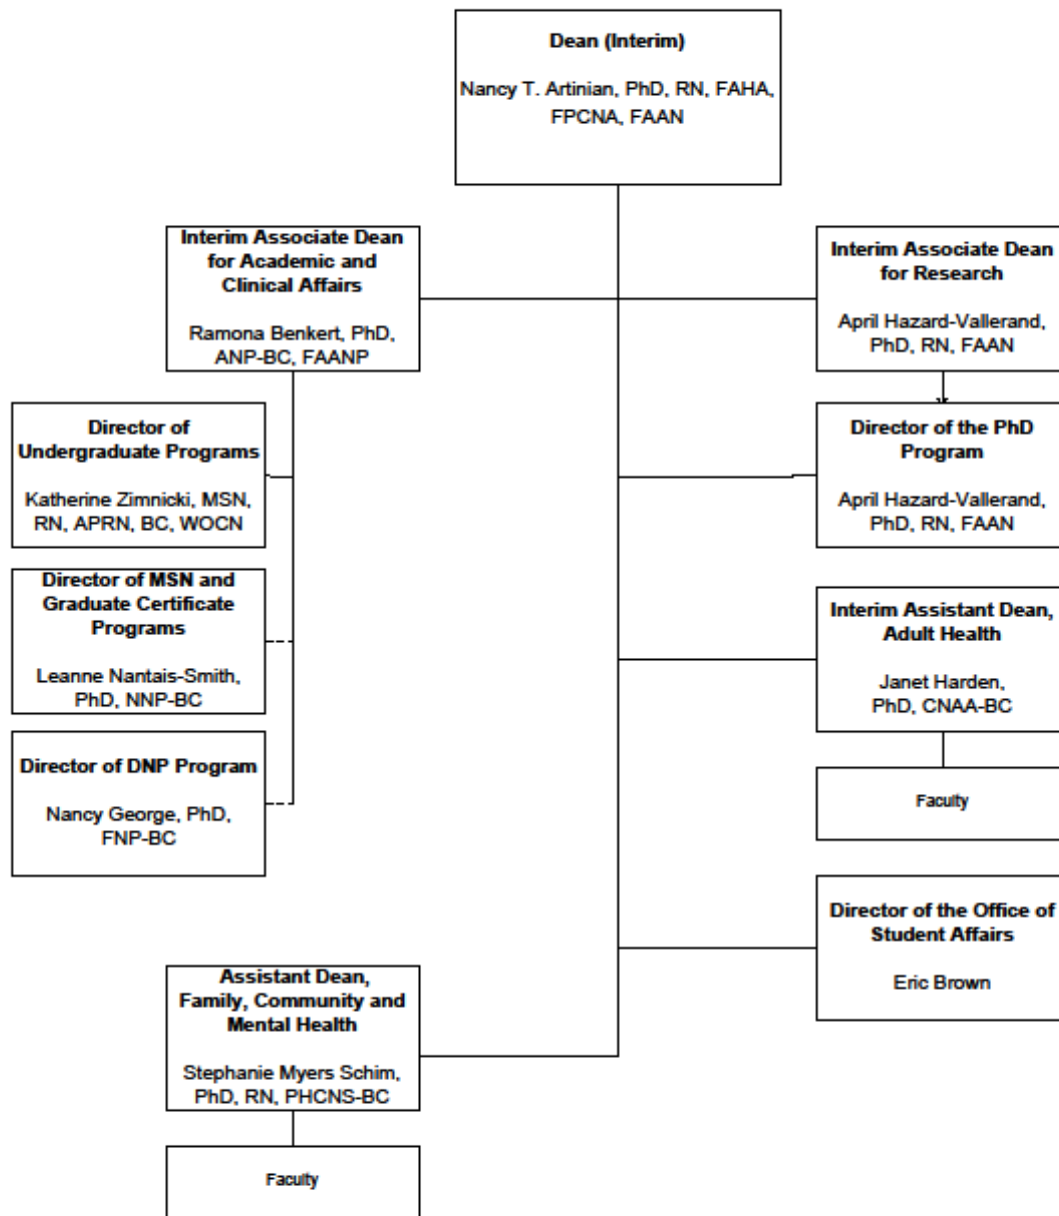 Dean (Interim)
Nancy T. Artinian, PhD, RN, FAHA,
FPCNA, FAAN
Interim Associate Dean
for Academic and
Clinical Affairs
Ramona Benkert, PhD,
ANP-BC, FAANP
Interim Associate Dean
for Research
April Hazard-Vallerand,
PhD, RN, FAAN
Director of
Undergraduate Programs
Katherine Zimnicki, MSN,
RN, APRN, BC, WOCN
Director of the PhD
Program
April Hazard-Vallerand,
PhD, RN, FAAN
Director of MSN and
Graduate Certificate
Programs
Leanne Nantais-Smith,
PhD, NNP-BC
Interim Assistant Dean,
Adult Health
Janet Harden,
PhD, CNAA-BC
Director of DNP Program
Nancy George, PhD,
FNP-BC
Faculty
Director of the Office of
Student Affairs
Eric Brown
Assistant Dean,
Family, Community and
Mental Health
Stephanie Myers Schim,
PhD, RN, PHCNS-BC
Faculty